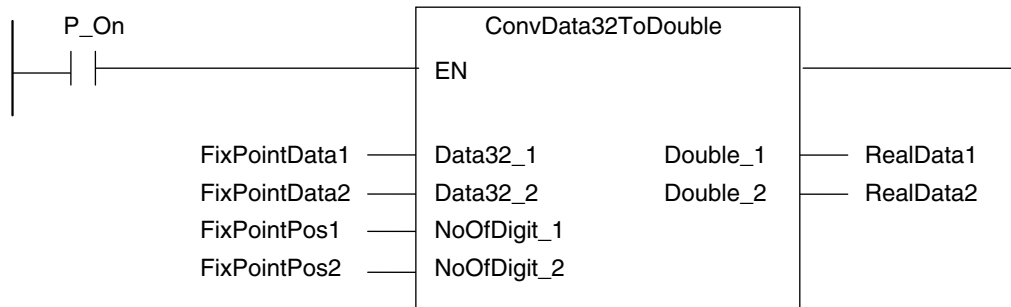 P_On
ConvData32ToDouble
EN
FixPointData1 Data32_1 Double_1 RealData1
FixPointData2 Data32_2 Double_2 RealData2
FixPointPos1 NoOfDigit_1
FixPointPos2 NoOfDigit_2